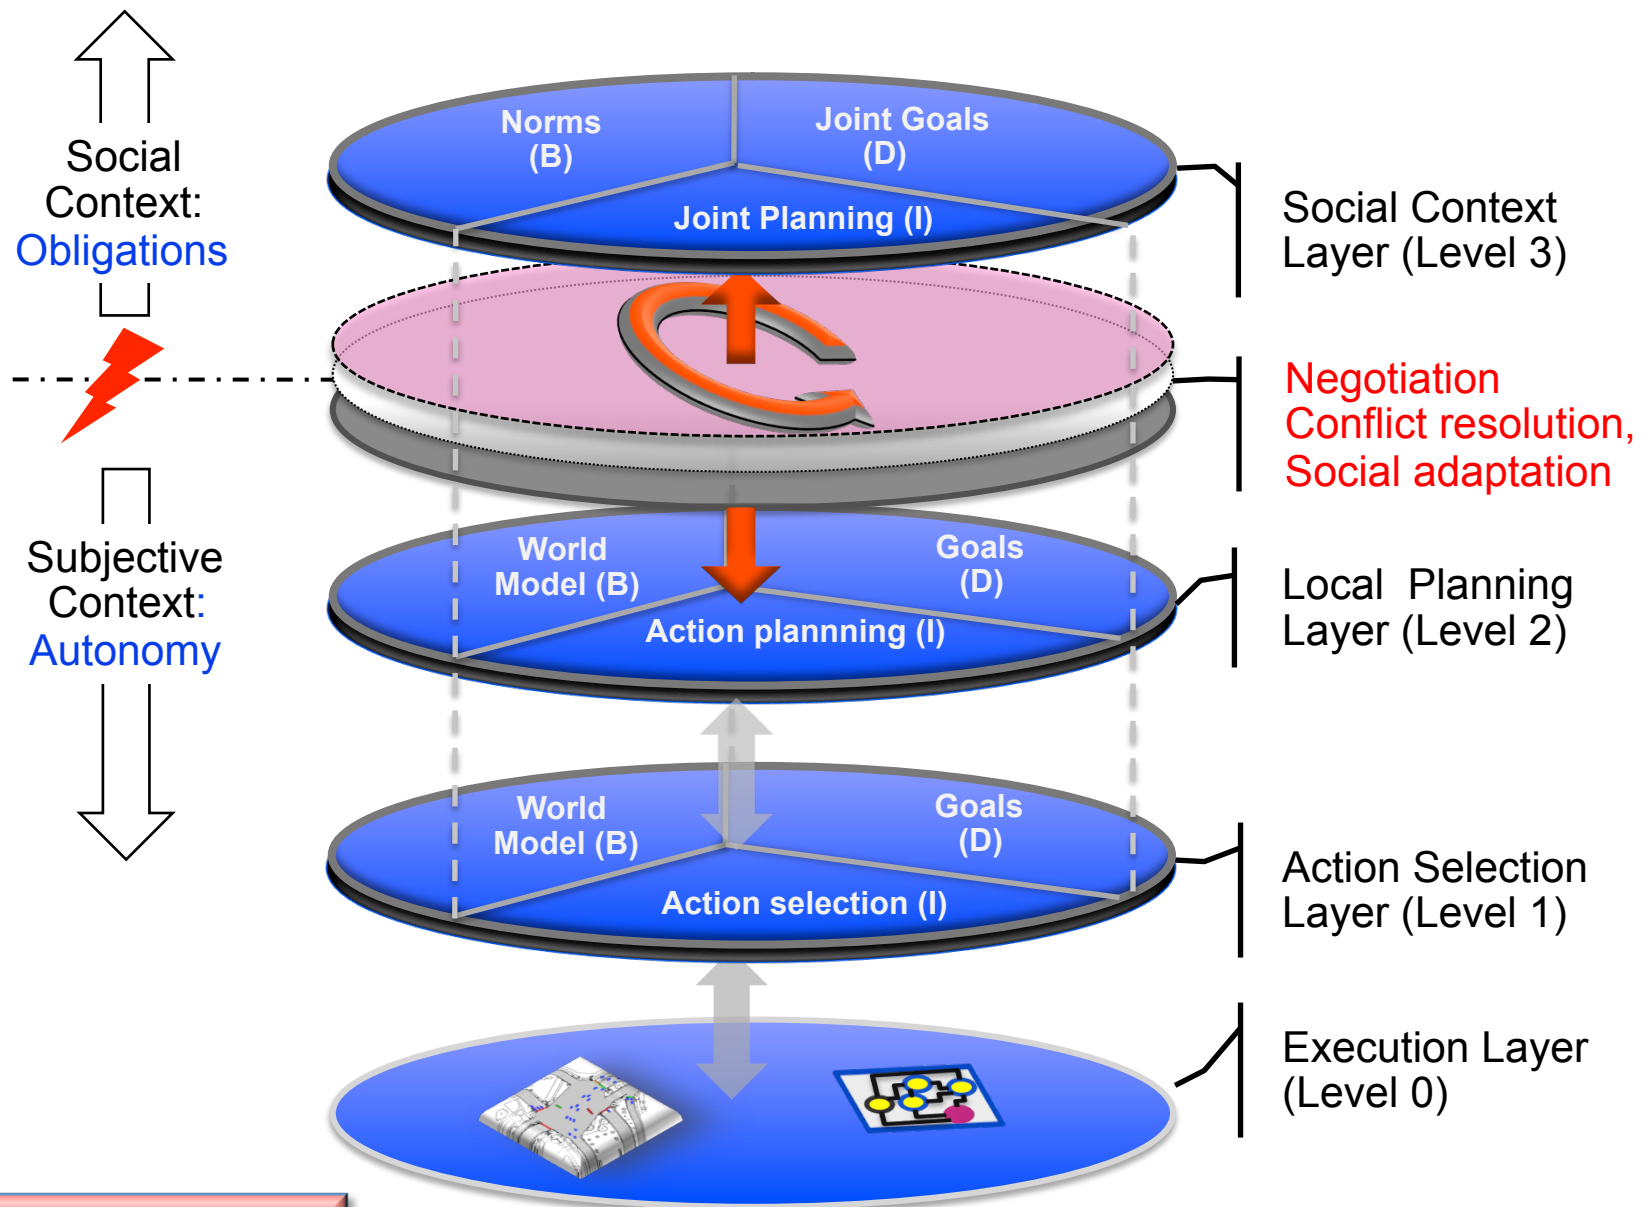 Social
Context:
Obligations
Subjective
Context:
Autonomy
Norms
(B)
Joint Goals
(D)
Joint Planning (I)
Social Context
Layer (Level 3)
Negotiation
Conflict resolution,
Social adaptation
World
Model (B)
Goals
(D)
Action plannning (I)
Local Planning
Layer (Level 2)
World
Model (B)
Goals
(D)
Action selection (I)
Action Selection
Layer (Level 1)
Execution Layer
(Level 0)